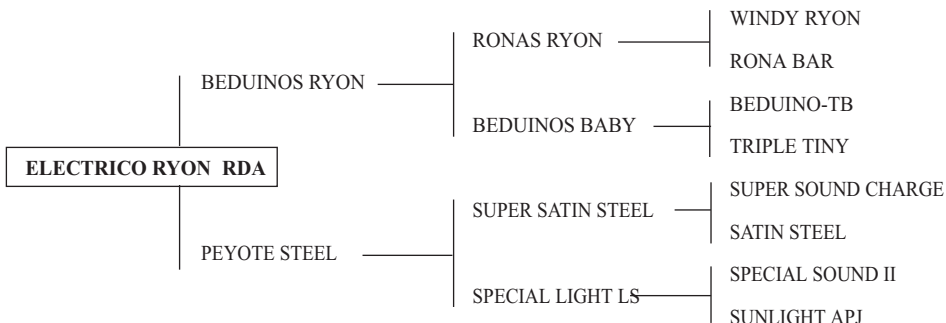 WINDY RYON
RONAS RYON
RONA BAR
BEDUINOS RYON
BEDUINO-TB
BEDUINOS BABY
TRIPLE TINY
ELECTRICO RYON RDA
SUPER SOUND CHARGE
SUPER SATIN STEEL
SATIN STEEL
PEYOTE STEEL
SPECIAL SOUND II
SPECIAL LIGHT LS
SUNLIGHT APJ